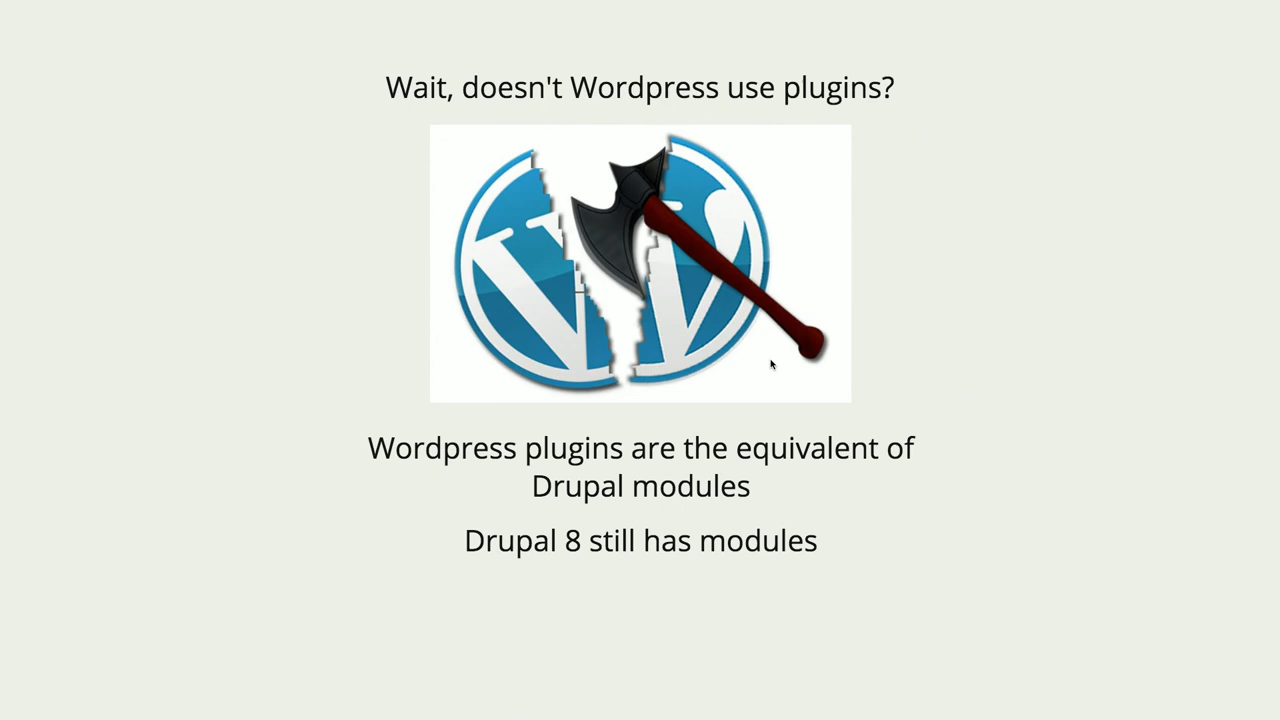 Wait, doesn't Wordpress use plugins?
Wordpress plugins are the equivalent of
Drupal modules
Drupal 8 still has modules